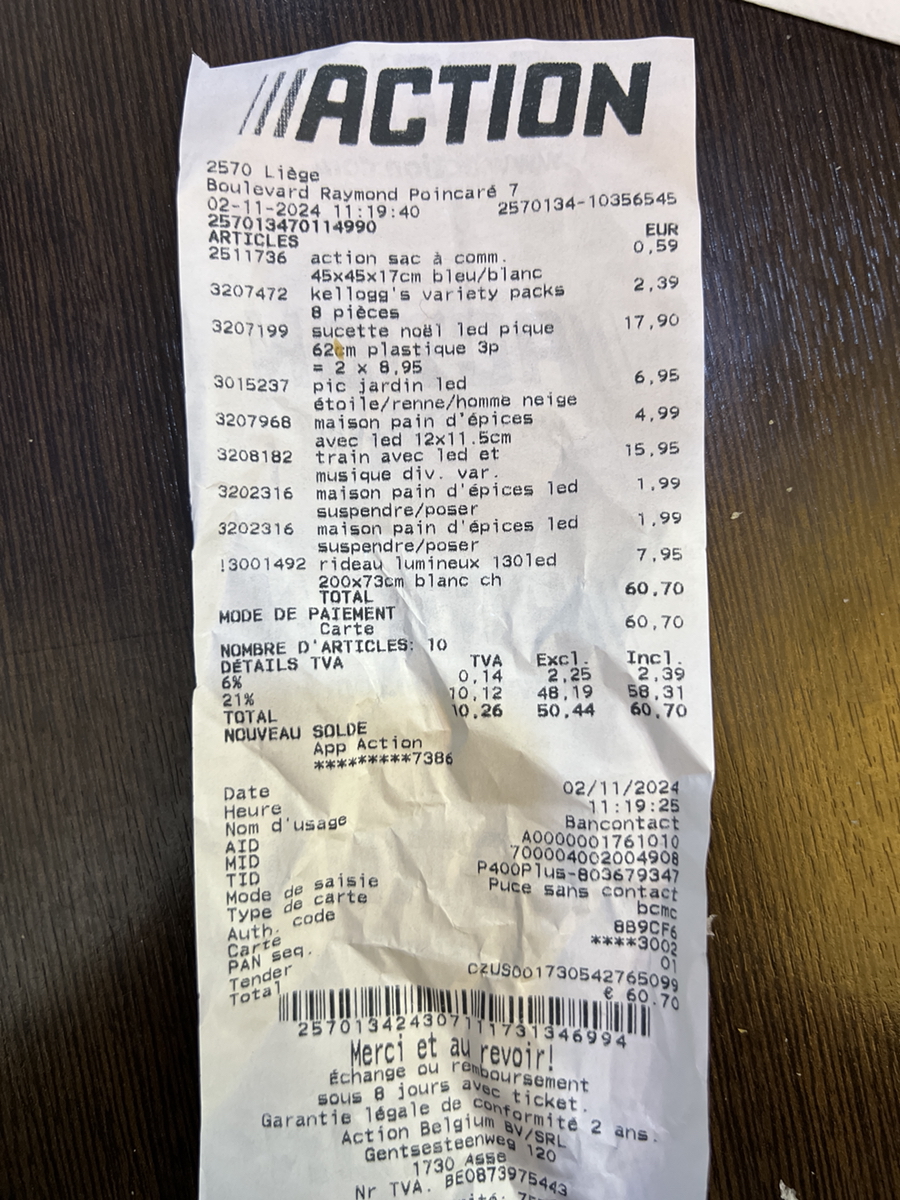 ACTION
2570 Liège
Boulevard Raymond Poincaré 7
02-11-2024 11:19:40 2570134-10356545
257013470114990
ARTICLES EUR
2511736 action sac à comm. 0,59
45x45x17cm bleu/blanc
3207472 kellogg's variety packs 2,39
8 pièces
3207199 sucette noël led pique 17,90
62cm plastique 3p
= 2 x 8,95
3015237 pic jardin led 6,95
étoile/renne/homme neige
3207968 maison pain d'épices 4,99
avec led 12x11.5cm
3208182 train avec led et 15,95
musique div. var.
3202316 maison pain d'épices led 1,99
suspendre/poser
3202316 maison pain d'épices led 1,99
suspendre/poser
!3001492 rideau lumineux 130led 7,95
200x73cm blanc ch
TOTAL 60,70
MODE DE PAIEMENT
Carte 60,70
NOMBRE D'ARTICLES: 10
DÉTAILS TVA TVA Excl. Incl.
6% 0,14 2,25 2,39
21% 10,12 48,19 58,31
TOTAL 10,26 50,44 60,70
NOUVEAU SOLDE
App Action
*********7386
Date 02/11/2024
Heure 11:19:25
Nom d'usage Bancontact
AID A0000001761010
MID 700004002004908
TID P400Plus-803679347
Mode de saisie Puce sans contact
Type de carte bcmc
Auth. code 8B9CF6
Carte ****3002
PAN seq. 01
Tender CZUS001730542765099
Total € 60.70
257013424307111731346994
Merci et au revoir!
Échange ou remboursement
sous 8 jours avec ticket.
Garantie légale de conformité 2 ans.
Action Belgium BV/SRL
Gentsesteenweg 120
1730 Asse
Nr TVA. BE0873975443